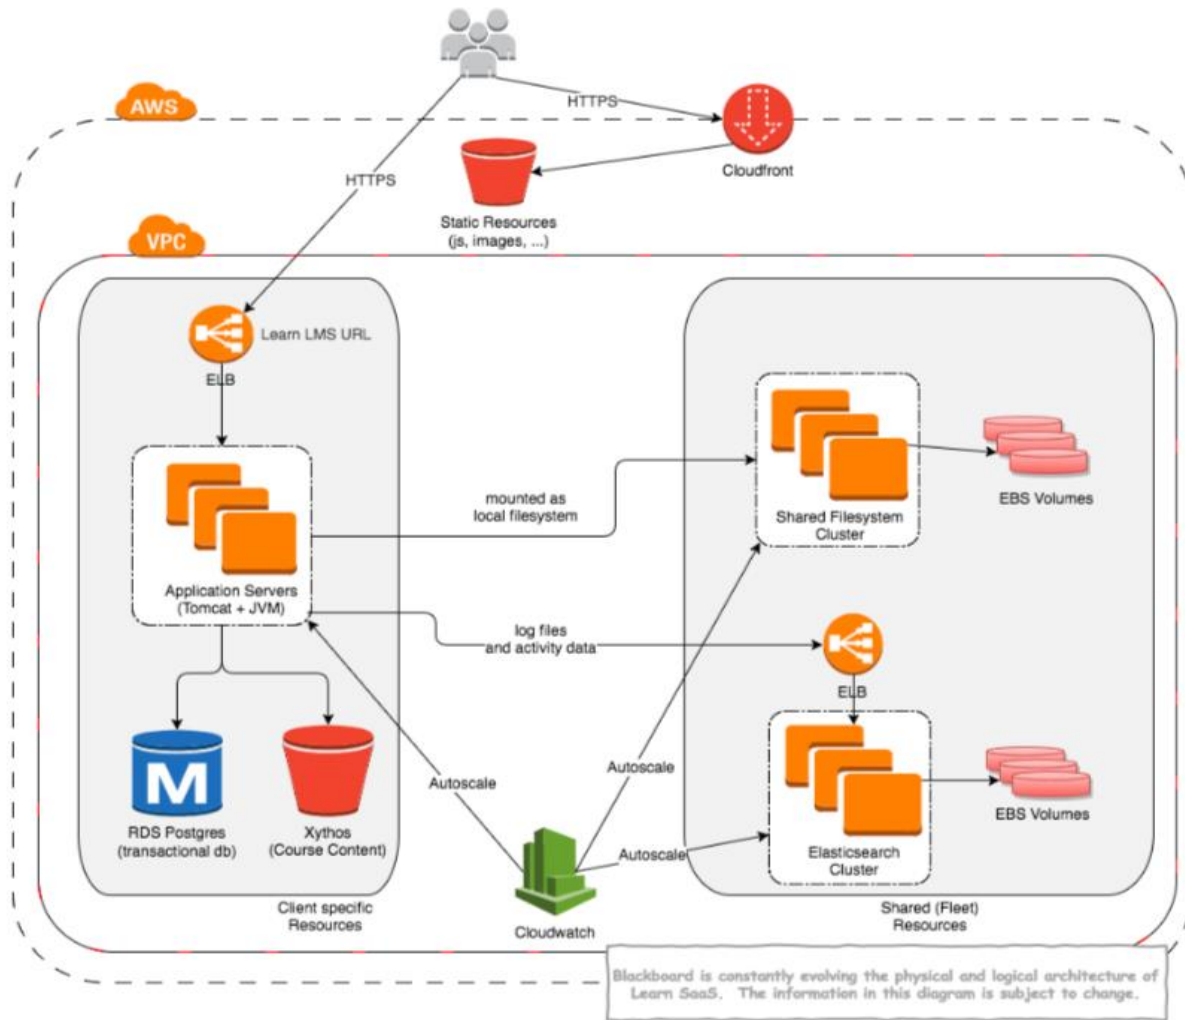 AWS
HTTPS
Cloudfront
HTTPS
Static Resources
(js, images, ...)
VPC
Learn LMS URL
ELB
mounted as
local filesystem
Shared Filesystem
Cluster
EBS Volumes
Application Servers
(Tomcat + JVM)
log files
and activity data
ELB
M
RDS Postgres
(transactional db)
Xythos
(Course Content)
Autoscale
Autoscale
Autoscale
EBS Volumes
Elasticsearch
Cluster
Client specific
Resources
Cloudwatch
Shared (Fleet)
Resources
Blackboard is constantly evolving the physical and logical architecture of
Learn SaaS. The information in this diagram is subject to change.